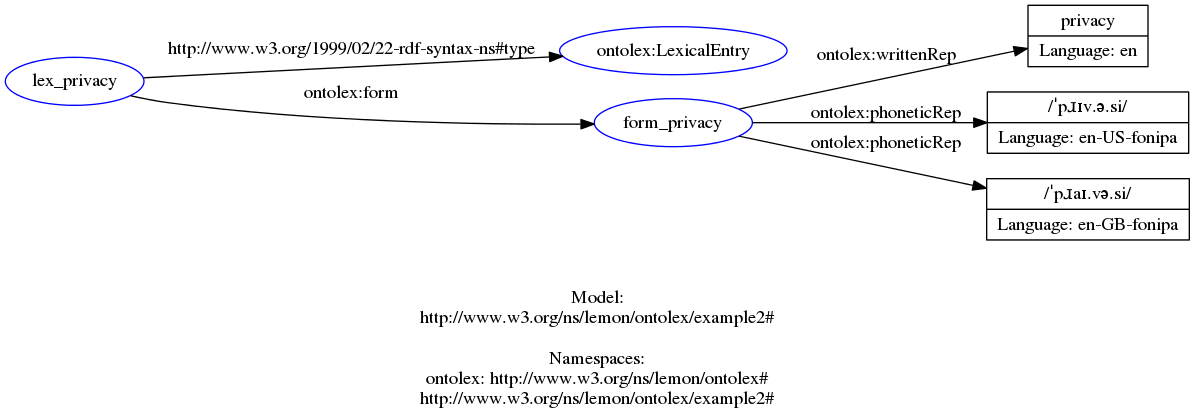 privacy
http://www.w3.org/1999/02/22-rdf-syntax-ns#type
ontolex:LexicalEntry
ontolex:writtenRep
Language: en
lex_privacy
ontolex:form
/ˈpɹɪv.ə.si/
ontolex:phoneticRep
form_privacy
Language: en-US-fonipa
ontolex:phoneticRep
/ˈpɹaɪ.və.si/
Language: en-GB-fonipa
Model:
http://www.w3.org/ns/lemon/ontolex/example2#
Namespaces:
ontolex: http://www.w3.org/ns/lemon/ontolex#
http://www.w3.org/ns/lemon/ontolex/example2#